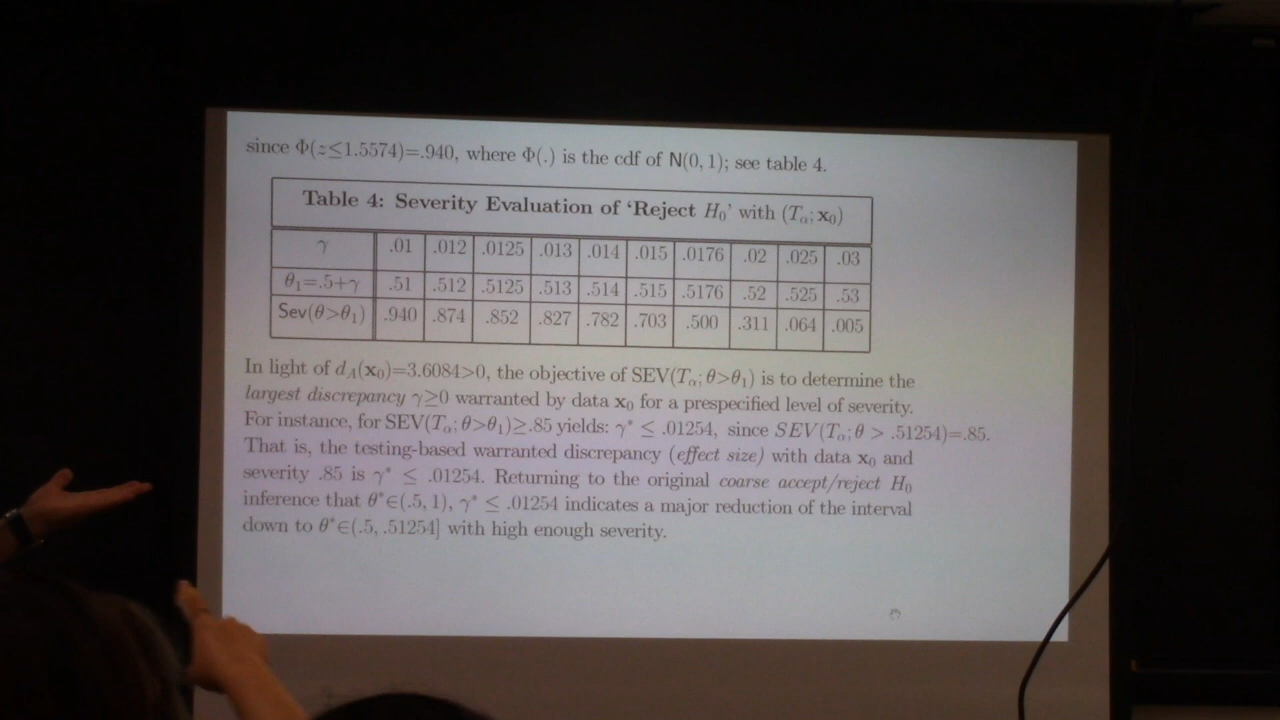 since Φ(z≤1.5574)=.940, where Φ(.) is the cdf of N(0, 1); see table 4.
Table 4: Severity Evaluation of 'Reject H₀' with (Tα; x₀)
γ .01 .012 .0125 .013 .014 .015 .0176 .02 .025 .03
θ₁=.5+γ .51 .512 .5125 .513 .514 .515 .5176 .52 .525 .53
Sev(θ>θ₁) .940 .874 .852 .827 .782 .703 .500 .311 .064 .005
In light of d_A(x₀)=3.6084>0, the objective of SEV(Tα; θ>θ₁) is to determine the
largest discrepancy γ≥0 warranted by data x₀ for a prespecified level of severity.
For instance, for SEV(Tα; θ>θ₁)≥.85 yields: γ* ≤ .01254, since SEV(Tα; θ > .51254)=.85.
That is, the testing-based warranted discrepancy (effect size) with data x₀ and
severity .85 is γ* ≤ .01254. Returning to the original coarse accept/reject H₀
inference that θ*∈(.5, 1), γ* ≤ .01254 indicates a major reduction of the interval
down to θ*∈(.5, .51254] with high enough severity.